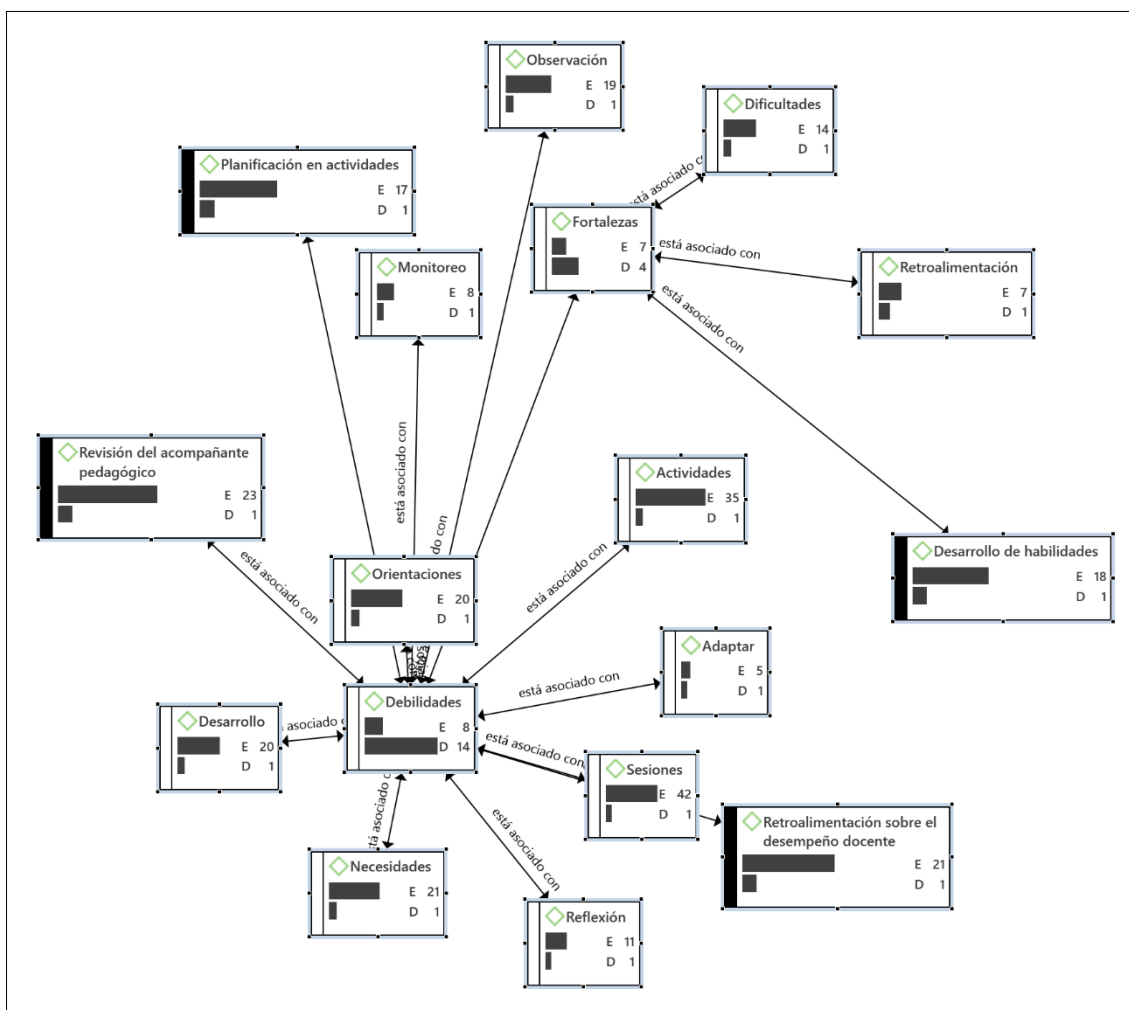 Observación
E 19
D 1
Dificultades
E 14
D 1
Planificación en actividades
E 17
D 1
está asociado
Fortalezas
E 7
D 4
está asociado con
Monitoreo
E 8
D 1
Retroalimentación
E 7
D 1
está asociado con
Revisión del acompañante
pedagógico
E 23
D 1
está asociado con
con
Actividades
E 35
D 1
Desarrollo de habilidades
E 18
D 1
está asociado con
Orientaciones
E 20
D 1
está asociado con
Adaptar
E 5
D 1
está asociado con
Debilidades
E 8
D 14
Desarrollo
E 20
D 1
asociado
está asociado con
Sesiones
E 42
D 1
Retroalimentación sobre el
desempeño docente
E 21
D 1
asociado
está asociado con
Necesidades
E 21
D 1
Reflexión
E 11
D 1